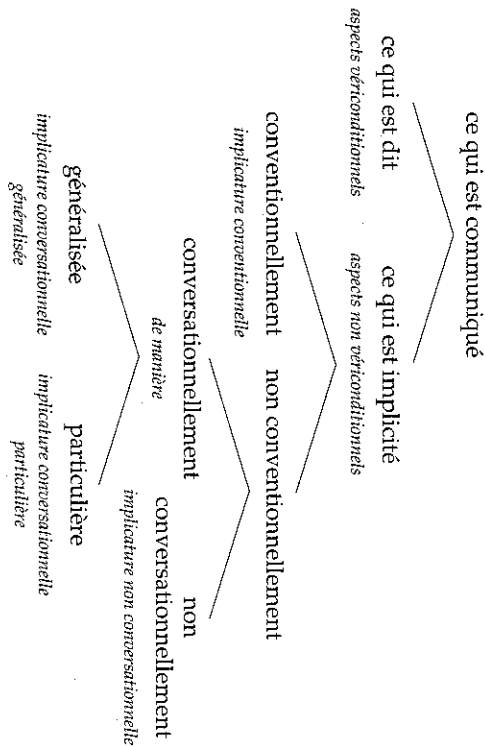 ce qui est communiqué
ce qui est dit
aspects vériconditionnels
ce qui est implicité
aspects non vériconditionnels
conventionnellement
implicature conventionnelle
non conventionnellement
conversationnellement
de manière
non
conversationnellement
implicature non conversationnelle
généralisée
implicature conversationnelle
généralisée
particulière
implicature conversationnelle
particulière